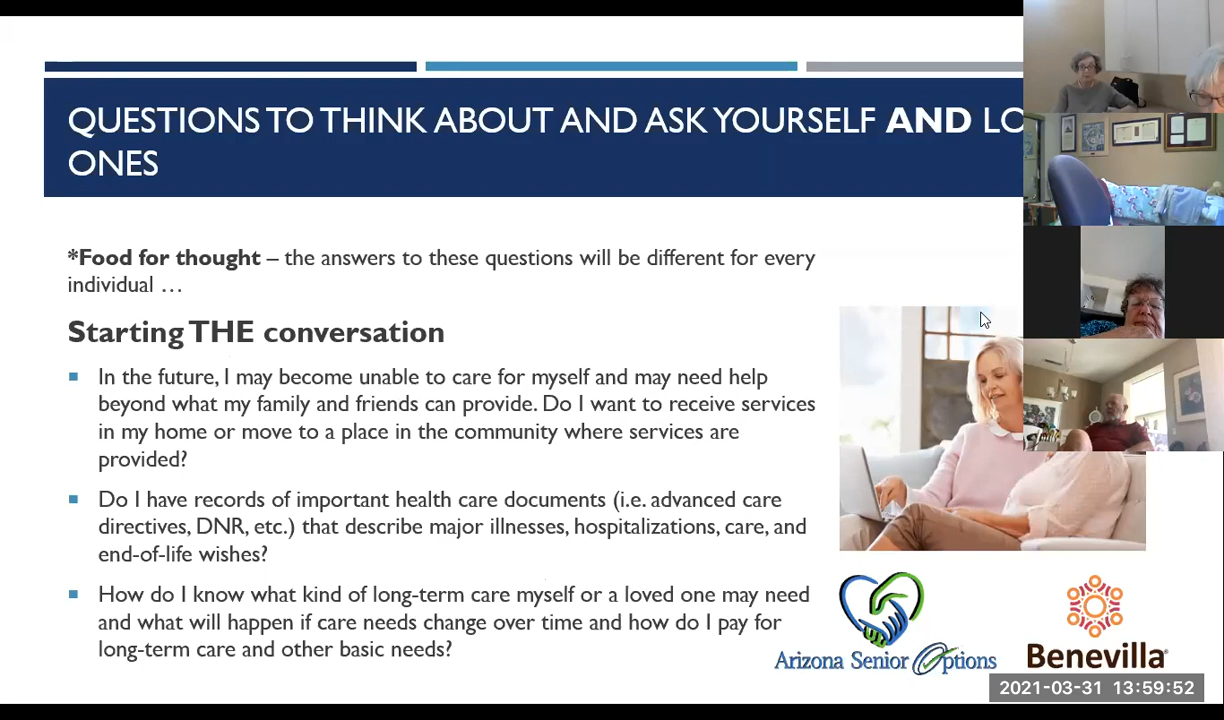 QUESTIONS TO THINK ABOUT AND ASK YOURSELF AND LO
ONES
*Food for thought – the answers to these questions will be different for every
individual …
Starting THE conversation
In the future, I may become unable to care for myself and may need help
beyond what my family and friends can provide. Do I want to receive services
in my home or move to a place in the community where services are
provided?
Do I have records of important health care documents (i.e. advanced care
directives, DNR, etc.) that describe major illnesses, hospitalizations, care, and
end-of-life wishes?
How do I know what kind of long-term care myself or a loved one may need
and what will happen if care needs change over time and how do I pay for
long-term care and other basic needs?
Arizona Senior Options
Benevilla
2021-03-31 13:59:52